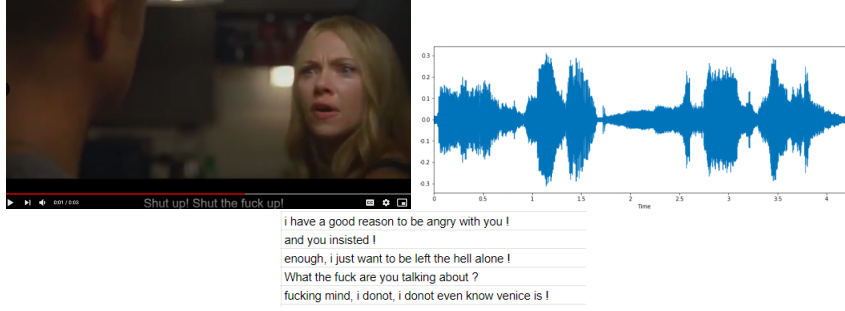 Shut up! Shut the fuck up!
0:01 / 0:03
CC
0.3
0.2
0.1
0.0
0.1
0.2
0.3
0
0.5
1
1.5
2
2.5
3
3.5
4
Time
i have a good reason to be angry with you !
and you insisted !
enough, i just want to be left the hell alone !
What the fuck are you talking about ?
fucking mind, i donot, i donot even know venice is !